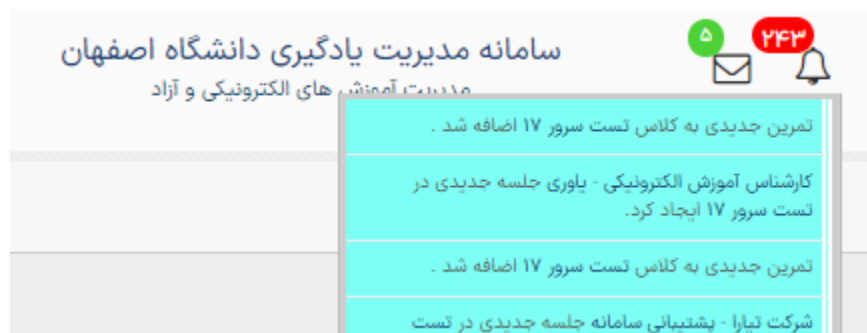 سامانه مدیریت یادگیری دانشگاه اصفهان
۵
۲۴۳
مدیریت آموزش های الکترونیکی و آزاد
تمرین جدیدی به کلاس تست سرور ۱۷ اضافه شد .
کارشناس آموزش الکترونیکی - یاوری جلسه جدیدی در
تست سرور ۱۷ ایجاد کرد.
تمرین جدیدی به کلاس تست سرور ۱۷ اضافه شد .
شرکت تیارا - پشتیبانی سامانه جلسه جدیدی در تست